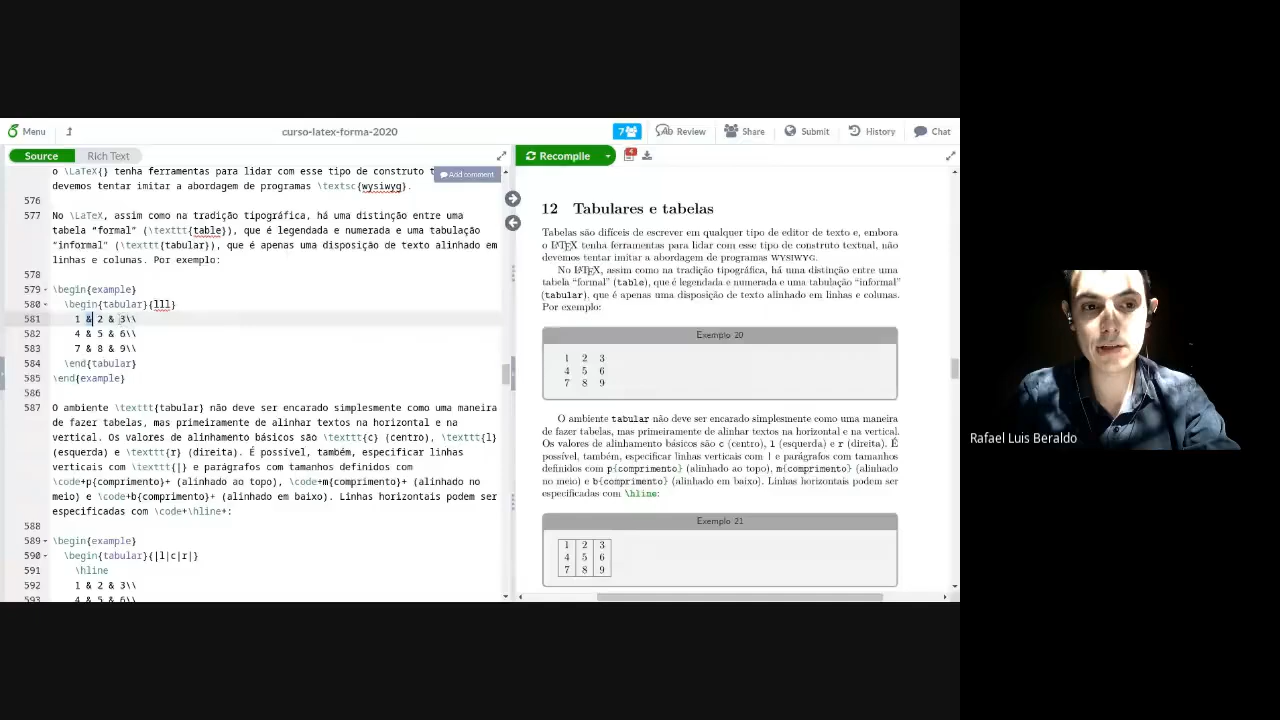 Menu
curso-latex-forma-2020
7
Review
Share
Submit
History
Chat
Source
Rich Text
Recompile
4
o \LaTeX{} tenha ferramentas para lidar com esse tipo de construto t
Add comment
devemos tentar imitar a abordagem de programas \textsc{wysiwyg}.
576
577 No \LaTeX, assim como na tradição tipográfica, há uma distinção entre uma
tabela “formal” (\texttt{table}), que é legendada e numerada e uma tabulação
“informal” (\texttt{tabular}), que é apenas uma disposição de texto alinhado em
linhas e colunas. Por exemplo:
578
579 \begin{example}
580 \begin{tabular}{lll}
581 1 & 2 & 3\\
582 4 & 5 & 6\\
583 7 & 8 & 9\\
584 \end{tabular}
585 \end{example}
586
587 O ambiente \texttt{tabular} não deve ser encarado simplesmente como uma maneira
de fazer tabelas, mas primeiramente de alinhar textos na horizontal e na
vertical. Os valores de alinhamento básicos são \texttt{c} (centro), \texttt{l}
(esquerda) e \texttt{r} (direita). É possível, também, especificar linhas
verticais com \texttt{|} e parágrafos com tamanhos definidos com
\code+p{comprimento}+ (alinhado ao topo), \code+m{comprimento}+ (alinhado no
meio) e \code+b{comprimento}+ (alinhado em baixo). Linhas horizontais podem ser
especificadas com \code+\hline+:
588
589 \begin{example}
590 \begin{tabular}{|l|c|r|}
591 \hline
592 1 & 2 & 3\\
593 4 & 5 & 6\\
12 Tabulares e tabelas
Tabelas são difíceis de escrever em qualquer tipo de editor de texto e, embora
o LATEX tenha ferramentas para lidar com esse tipo de construto textual, não
devemos tentar imitar a abordagem de programas WYSIWYG.
No LATEX, assim como na tradição tipográfica, há uma distinção entre uma
tabela “formal” (table), que é legendada e numerada e uma tabulação “informal”
(tabular), que é apenas uma disposição de texto alinhado em linhas e colunas.
Por exemplo:
Exemplo 20
1 2 3
4 5 6
7 8 9
O ambiente tabular não deve ser encarado simplesmente como uma maneira
de fazer tabelas, mas primeiramente de alinhar textos na horizontal e na vertical.
Os valores de alinhamento básicos são c (centro), l (esquerda) e r (direita). É
possível, também, especificar linhas verticais com | e parágrafos com tamanhos
definidos com p{comprimento} (alinhado ao topo), m{comprimento} (alinhado
no meio) e b{comprimento} (alinhado em baixo). Linhas horizontais podem ser
especificadas com \hline:
Exemplo 21
1 2 3
4 5 6
7 8 9
Rafael Luis Beraldo